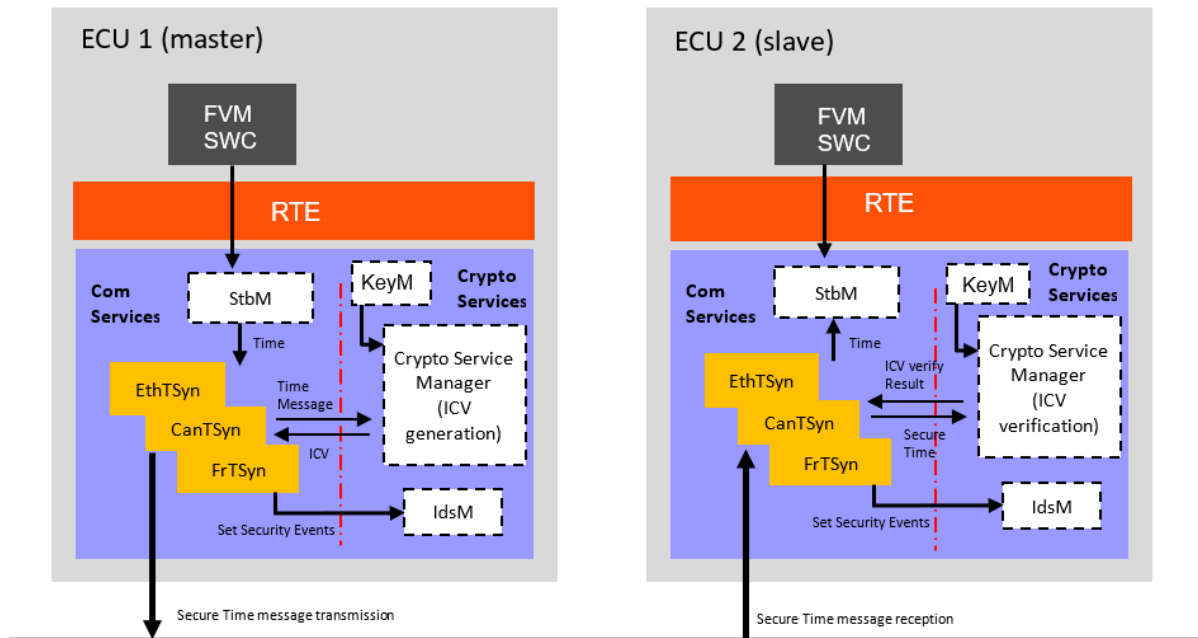 ECU 1 (master)
FVM
SWC
RTE
Com
Services
StbM
KeyM
Crypto
Services
Time
Crypto Service
Manager
(ICV
generation)
EthTSyn
CanTSyn
FrTSyn
Time
Message
ICV
Set Security Events
IdsM
Secure Time message transmission
ECU 2 (slave)
FVM
SWC
RTE
Com
Services
StbM
KeyM
Crypto
Services
Time
Crypto Service
Manager
(ICV
verification)
EthTSyn
CanTSyn
FrTSyn
ICV verify
Result
Secure
Time
Set Security Events
IdsM
Secure Time message reception